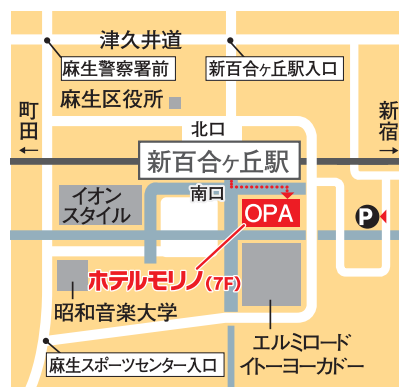 津久井道
麻生警察署前
新百合ヶ丘駅入口
麻生区役所
町田
新宿
北口
新百合ヶ丘駅
南口
イオン
スタイル
OPA
P
ホテルモリノ(7F)
昭和音楽大学
エルミロード
イトーヨーカドー
麻生スポーツセンター入口